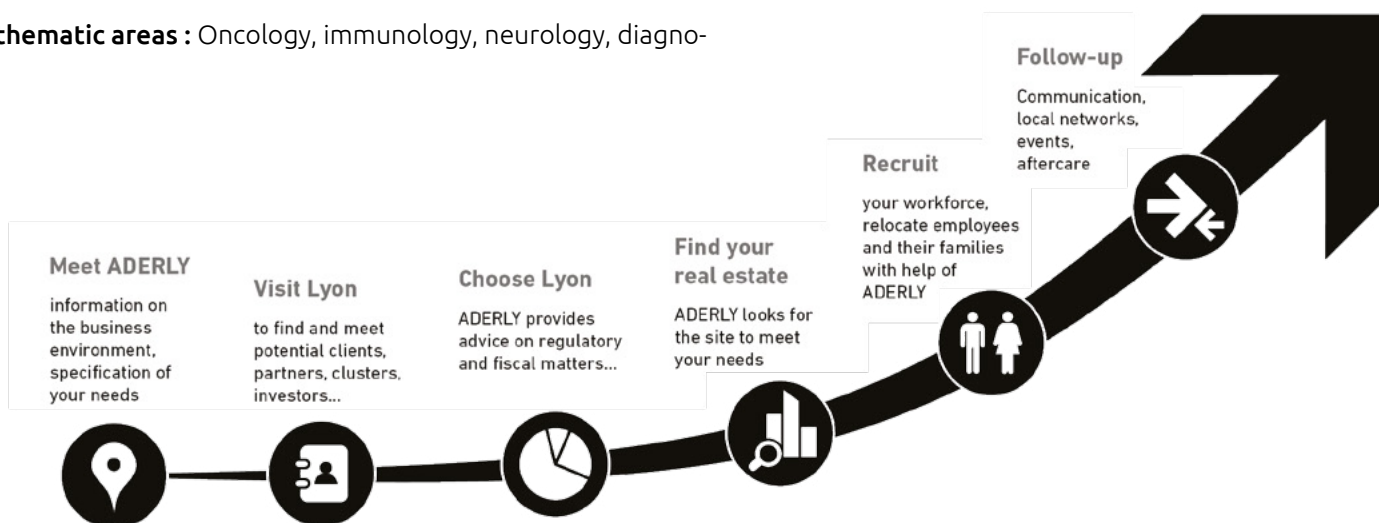 thematic areas : Oncology, immunology, neurology, diagno-
Meet ADERLY
information on
the business
environment,
specification of
your needs
Visit Lyon
to find and meet
potential clients,
partners, clusters,
investors...
Choose Lyon
ADERLY provides
advice on regulatory
and fiscal matters...
Find your
real estate
ADERLY looks for
the site to meet
your needs
Recruit
your workforce,
relocate employees
and their families
with help of
ADERLY
Follow-up
Communication,
local networks,
events,
aftercare